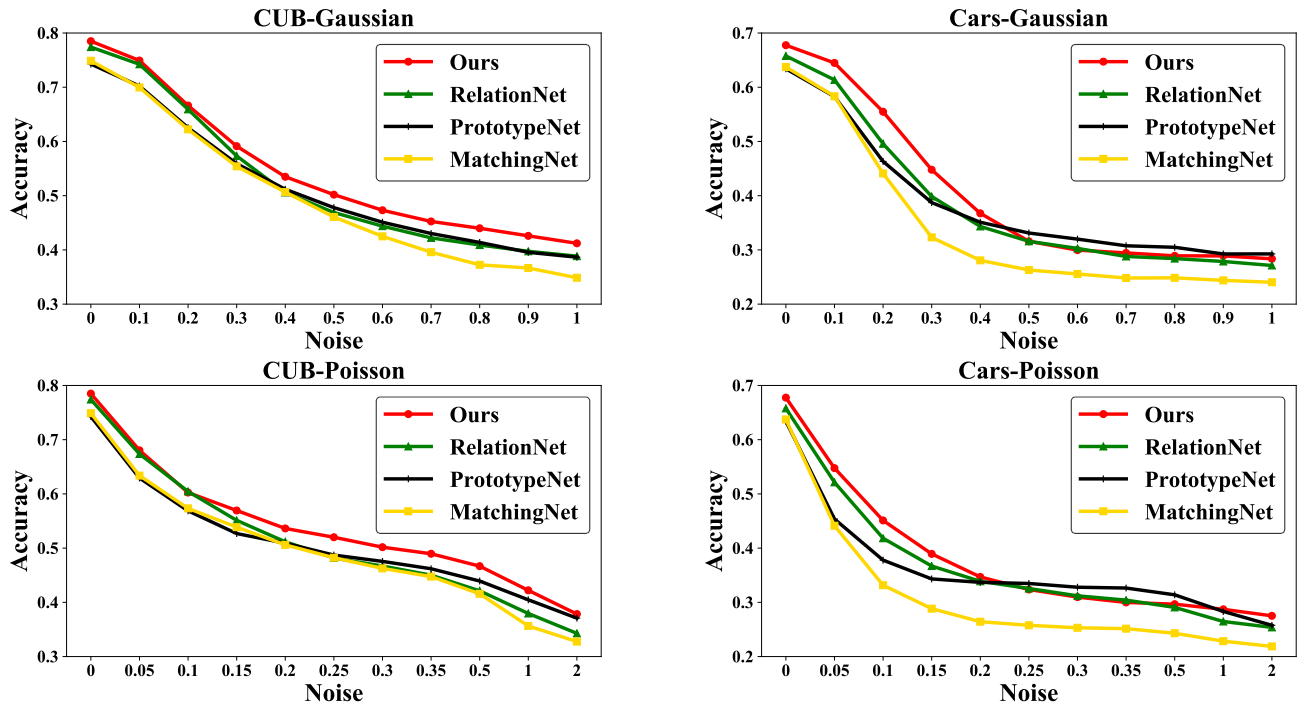 CUB-Gaussian
Accuracy
0.8
0.7
0.6
0.5
0.4
0.3
Ours
RelationNet
PrototypeNet
MatchingNet
0 0.1 0.2 0.3 0.4 0.5 0.6 0.7 0.8 0.9 1
Noise
Cars-Gaussian
Accuracy
0.7
0.6
0.5
0.4
0.3
0.2
Ours
RelationNet
PrototypeNet
MatchingNet
0 0.1 0.2 0.3 0.4 0.5 0.6 0.7 0.8 0.9 1
Noise
CUB-Poisson
Accuracy
0.8
0.7
0.6
0.5
0.4
0.3
Ours
RelationNet
PrototypeNet
MatchingNet
0 0.05 0.1 0.15 0.2 0.25 0.3 0.35 0.5 1 2
Noise
Cars-Poisson
Accuracy
0.7
0.6
0.5
0.4
0.3
0.2
Ours
RelationNet
PrototypeNet
MatchingNet
0 0.05 0.1 0.15 0.2 0.25 0.3 0.35 0.5 1 2
Noise